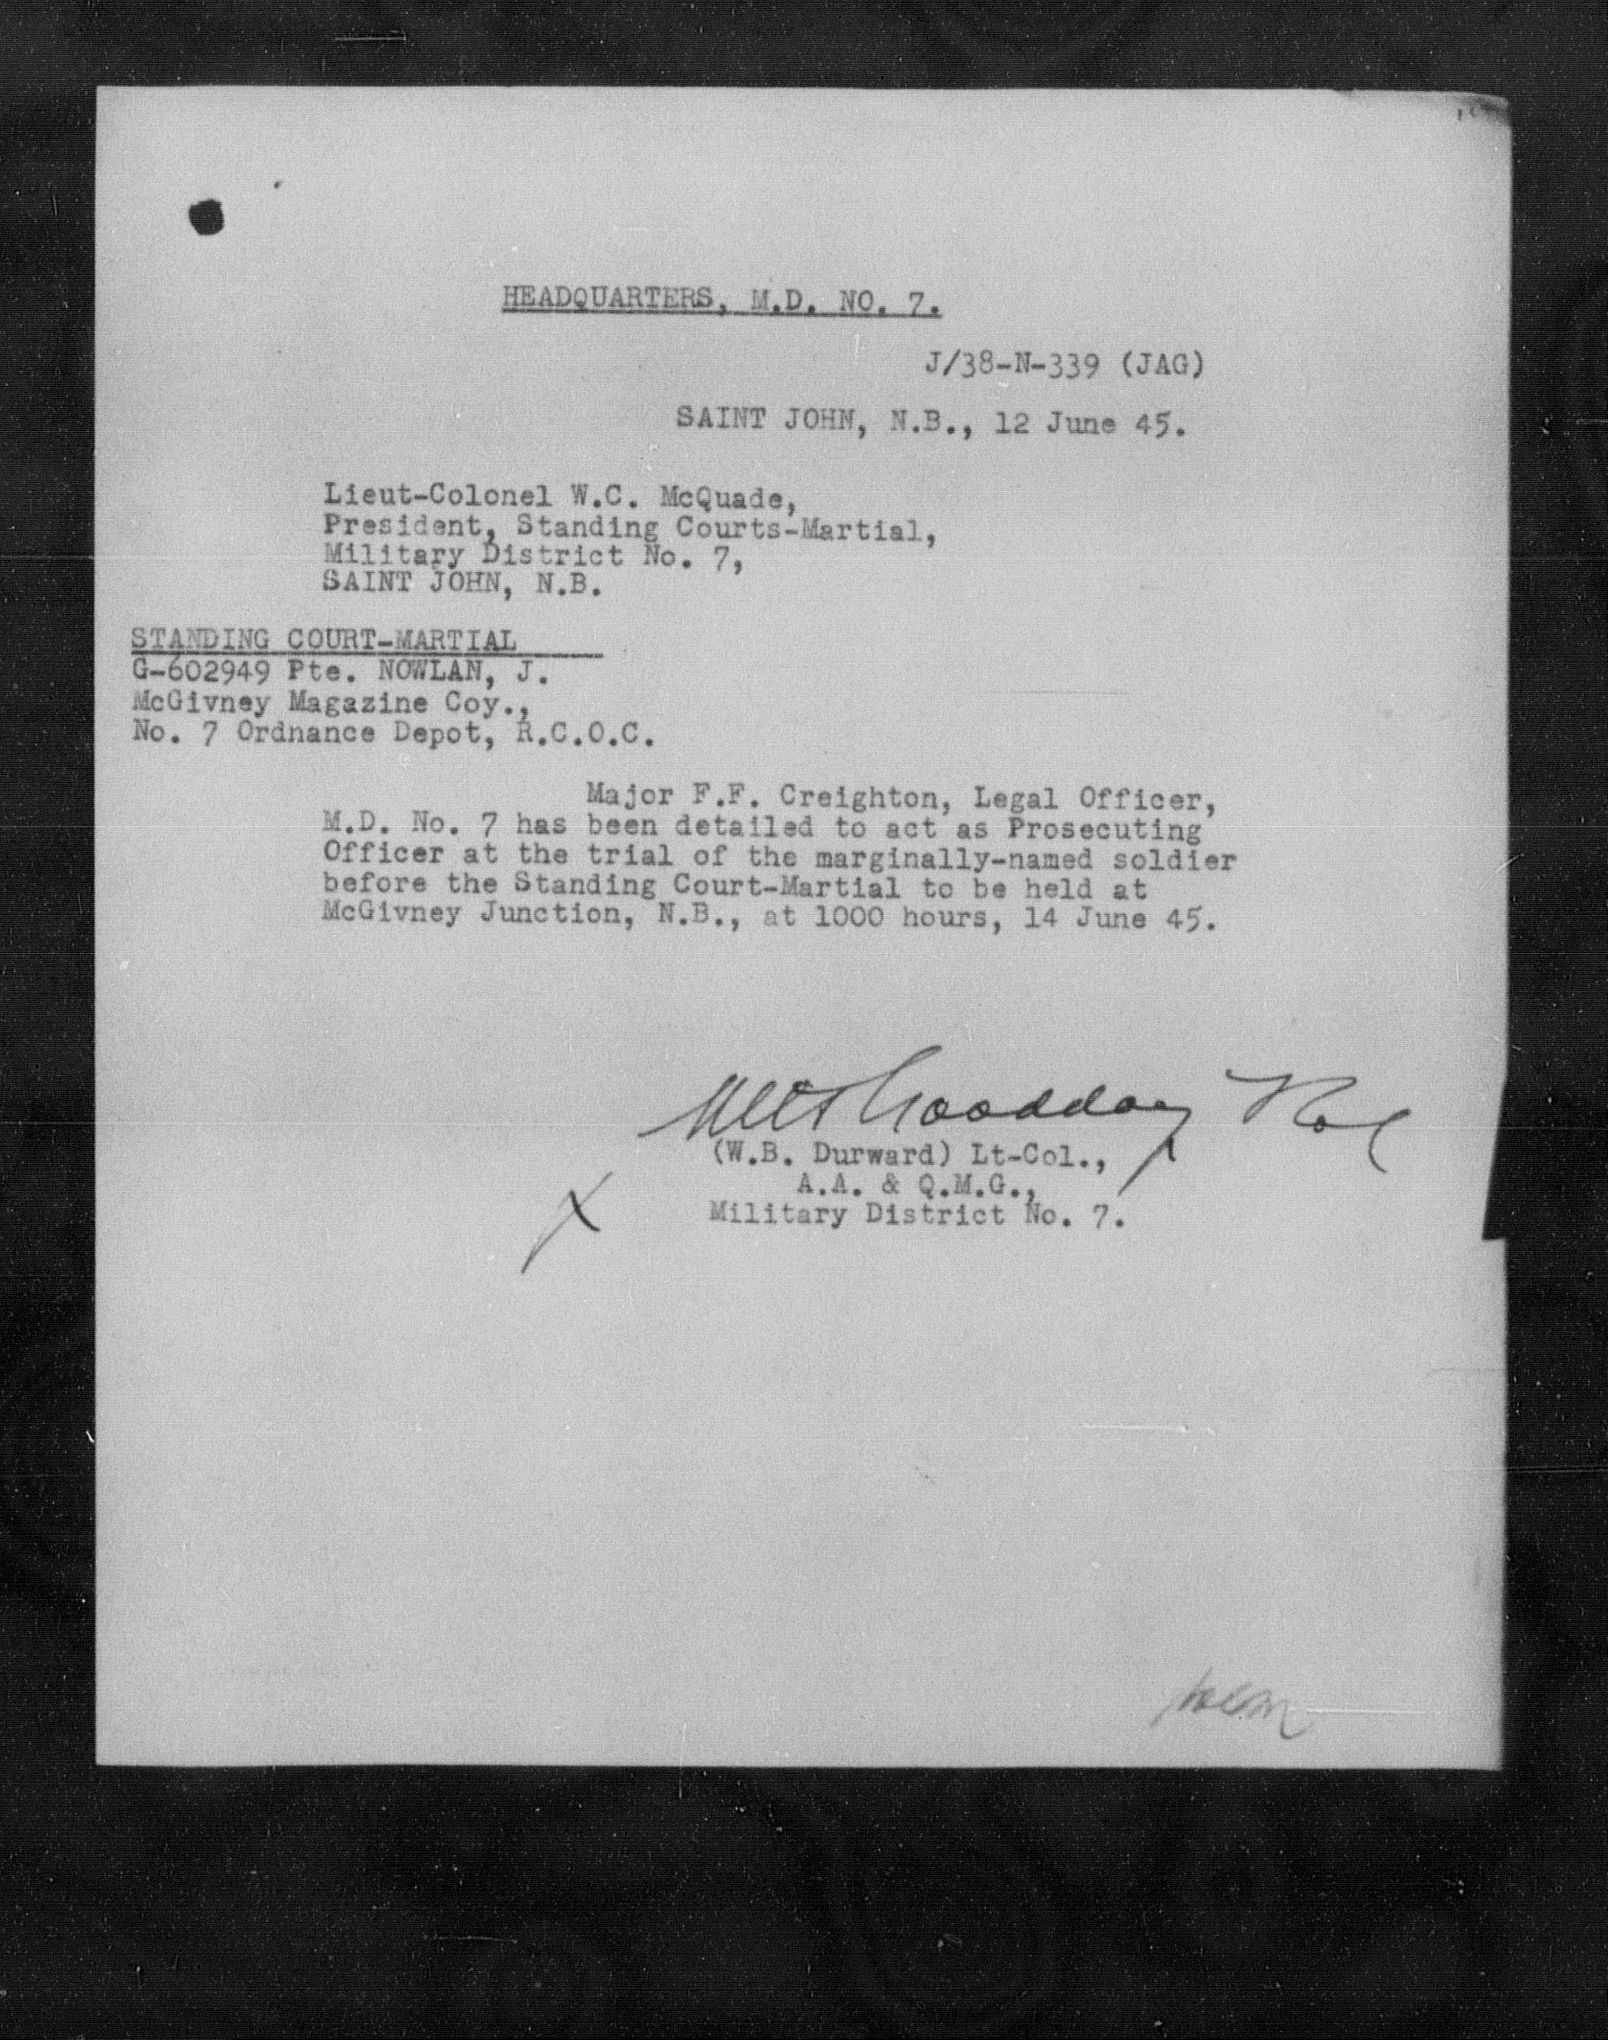 HEADQUARTERS, M.D. NO. 7.
J/38-N-339 (JAG)
SAINT JOHN, N.B., 12 June 45.
Lieut-Colonel W.C. McQuade,
President, Standing Courts-Martial,
Military District No. 7,
SAINT JOHN, N.B.
STANDING COURT-MARTIAL
G-602949 Pte. NOWLAN, J.
McGivney Magazine Coy.,
No. 7 Ordnance Depot, R.C.O.C.
Major F.F. Creighton, Legal Officer,
M.D. No. 7 has been detailed to act as Prosecuting
Officer at the trial of the marginally-named soldier
before the Standing Court-Martial to be held at
McGivney Junction, N.B., at 1000 hours, 14 June 45.
(W.B. Durward) Lt-Col.,
A.A. & Q.M.G.,
Military District No. 7.